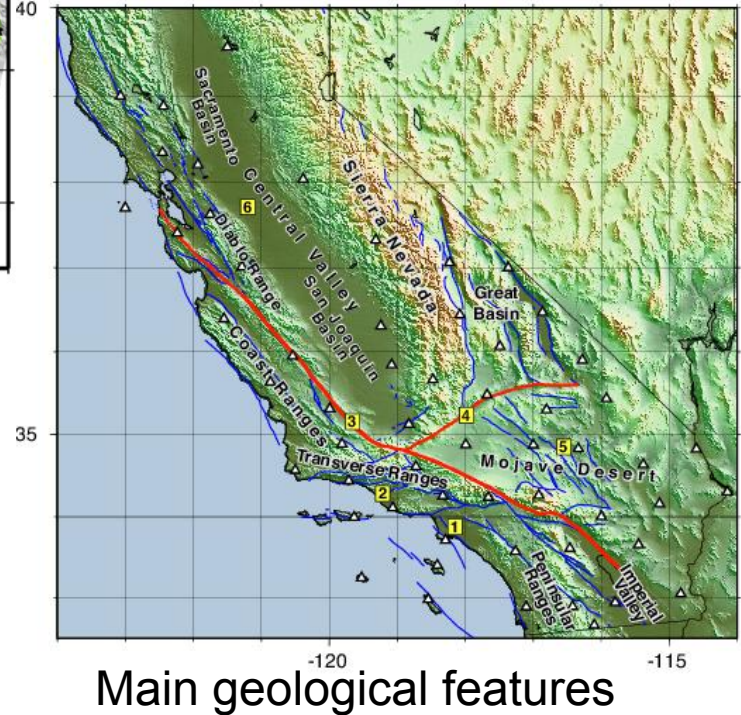 40
35
-120
-115
Sacramento
Basin
Central Valley
San Joaquin
Basin
Sierra Nevada
Diablo Range
Coast Ranges
Great
Basin
Transverse Ranges
Mojave Desert
Peninsular
Ranges
Imperial
Valley
6
3
4
5
2
1
Main geological features